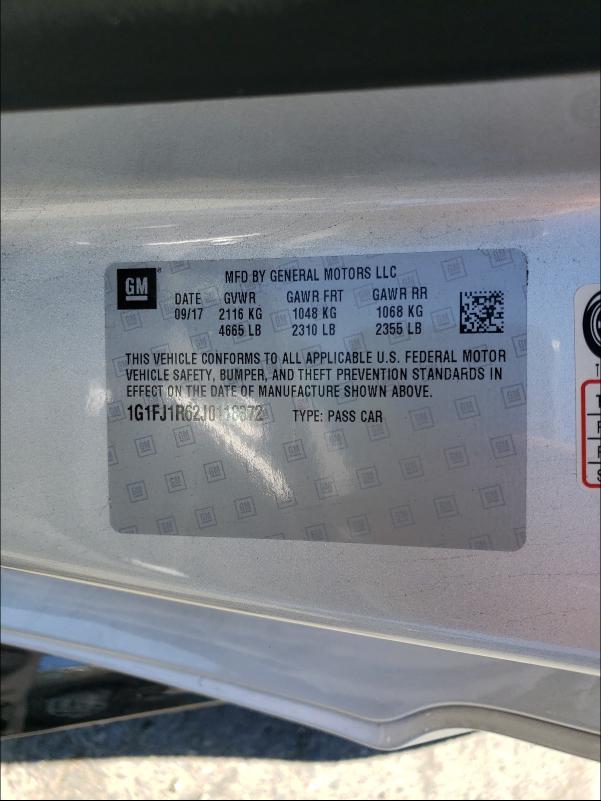 GM
MFD BY GENERAL MOTORS LLC
DATE GVWR GAWR FRT GAWR RR
09/17 2116 KG 1048 KG 1068 KG
4665 LB 2310 LB 2355 LB
THIS VEHICLE CONFORMS TO ALL APPLICABLE U.S. FEDERAL MOTOR
VEHICLE SAFETY, BUMPER, AND THEFT PREVENTION STANDARDS IN
EFFECT ON THE DATE OF MANUFACTURE SHOWN ABOVE.
TYPE: PASS CAR